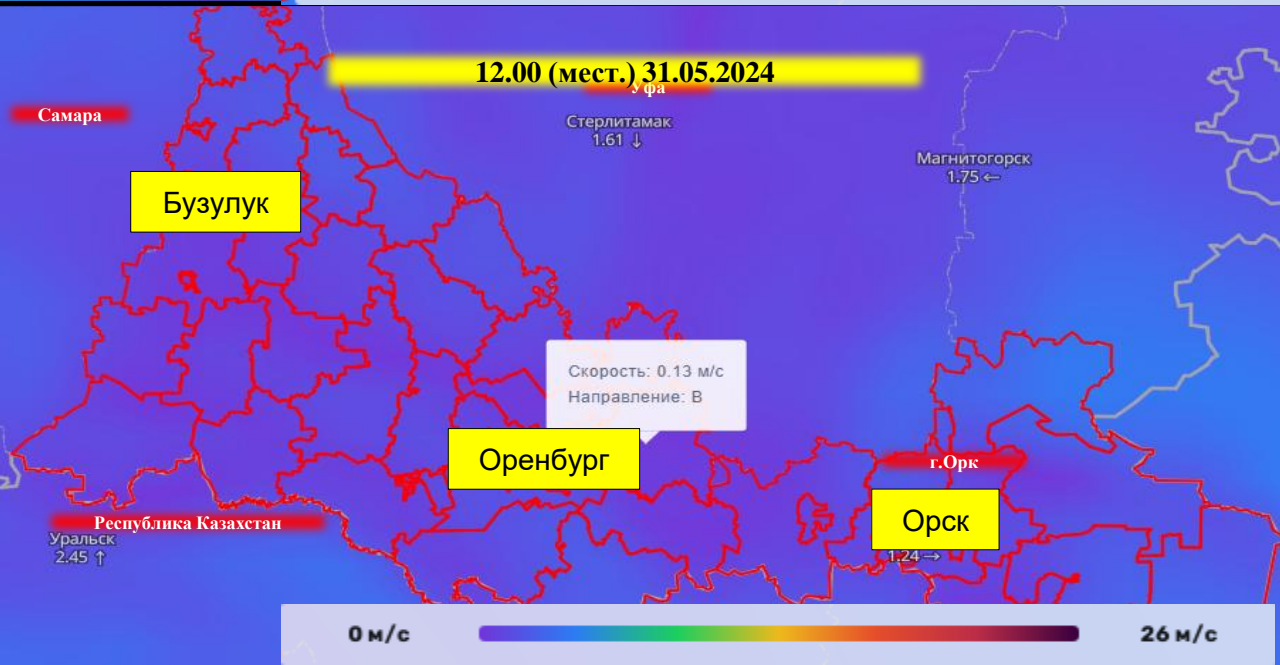 12.00 (мест.) 31.05.2024
Уфа
Самара
Стерлитамак
1.61 ↓
Магнитогорск
1.75 ←
Бузулук
Скорость: 0.13 м/с
Направление: В
Оренбург
г.Орк
Орск
1.24 →
Республика Казахстан
Уральск
2.45 ↑
0 м/с
26 м/с